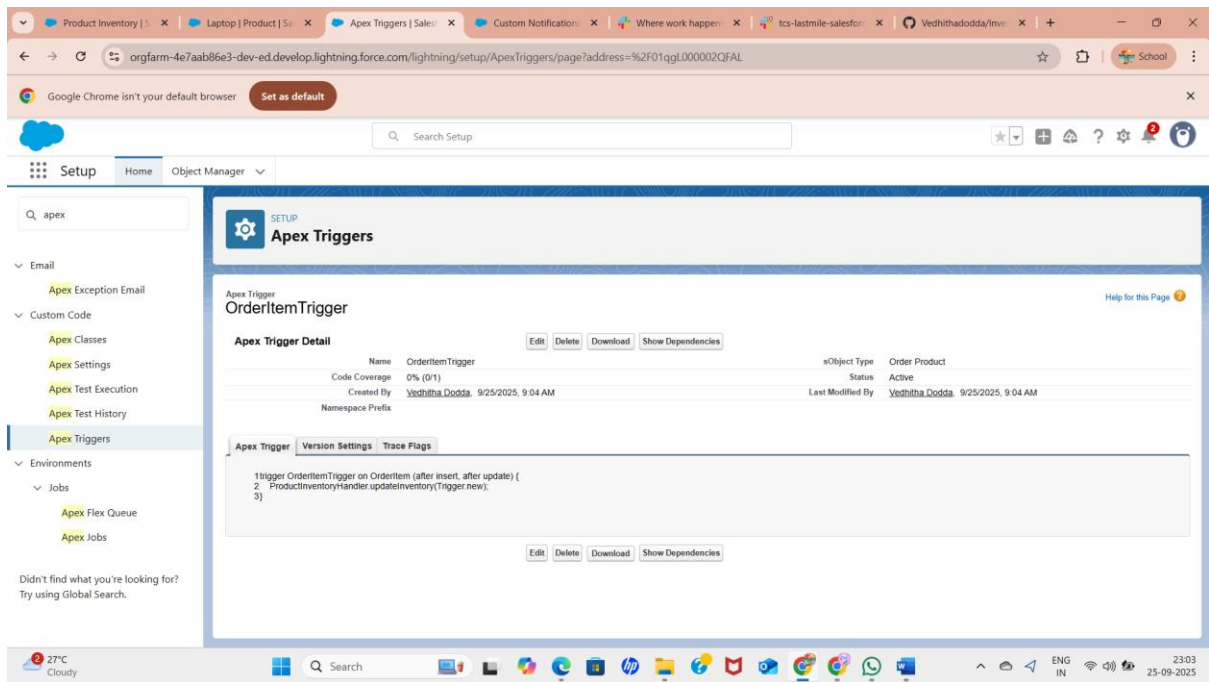 Product Inventory | S
Laptop | Product | Sa
Apex Triggers | Salesf
Custom Notification
Where work happen
tcs-lastmile-salesforc
Vedhithadodda/Inve
orgfarm-4e7aab86e3-dev-ed.develop.lightning.force.com/lightning/setup/ApexTriggers/page?address=%2F01qgL000002QFAL
School
Google Chrome isn't your default browser
Set as default
Search Setup
2
Setup
Home
Object Manager
apex
SETUP
Apex Triggers
Email
Apex Exception Email
Custom Code
Apex Classes
Apex Settings
Apex Test Execution
Apex Test History
Apex Triggers
Environments
Jobs
Apex Flex Queue
Apex Jobs
Didn't find what you're looking for?
Try using Global Search.
Apex Trigger
OrderItemTrigger
Help for this Page
Apex Trigger Detail
Edit Delete Download Show Dependencies
Name OrderItemTrigger sObject Type Order Product
Code Coverage 0% (0/1) Status Active
Created By Vedhitha Dodda, 9/25/2025, 9:04 AM Last Modified By Vedhitha Dodda, 9/25/2025, 9:04 AM
Namespace Prefix
Apex Trigger Version Settings Trace Flags
1trigger OrderItemTrigger on OrderItem (after insert, after update) {
2 ProductInventoryHandler.updateInventory(Trigger.new);
3}
Edit Delete Download Show Dependencies
2
27°C
Cloudy
Search
ENG
IN
23:03
25-09-2025